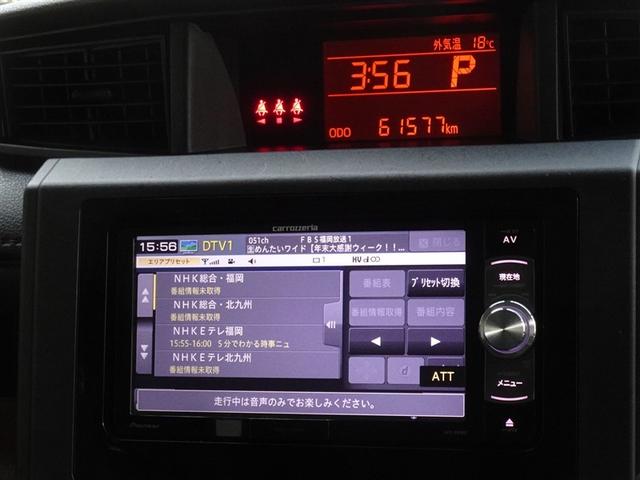 外気温 18℃
3:56 P
ODO 61577km
carrozzeria
AV
15:56 DTV1 051ch FBS福岡放送1
生めんたいワイド【年末大感謝ウィーク！！… 閉じる
エリアプリセット 1 HV
現在地
NHK総合・福岡
番組情報未取得
NHK総合・北九州
番組情報未取得
NHKEテレ福岡
15:55-16:00 5分でわかる時事ニュ
NHKEテレ北九州
番組情報未取得
番組表 プリセット切換
番組情報取得 番組内容
d
ATT
メニュー
走行中は音声のみでお楽しみください。
Pioneer